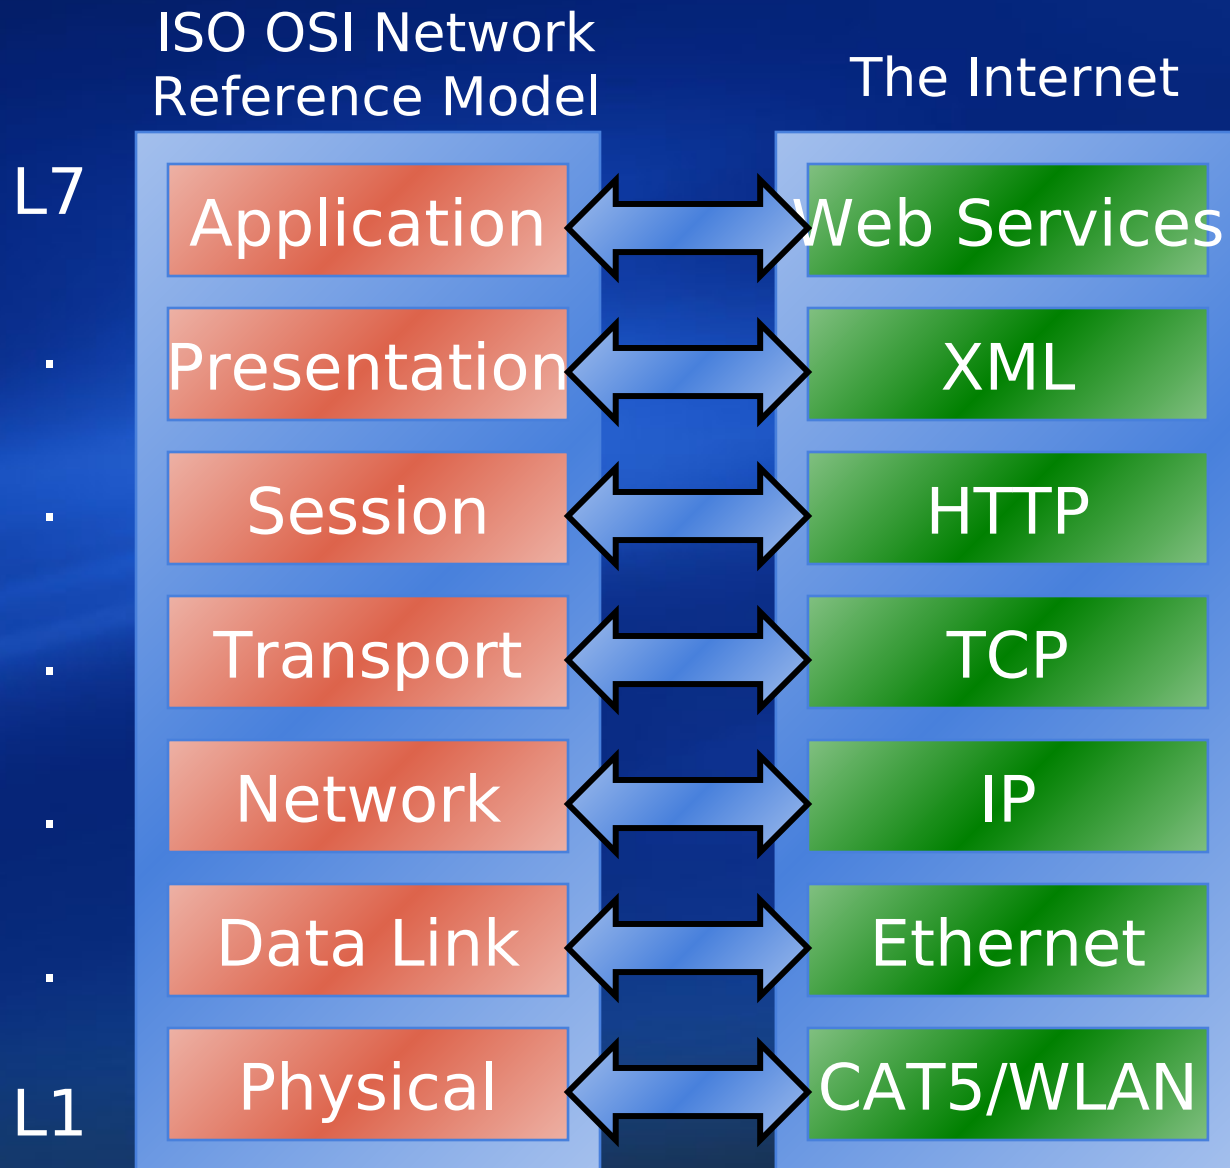 ISO OSI Network
Reference Model
The Internet
L7
Application
Web Services
.
Presentation
XML
.
Session
HTTP
.
Transport
TCP
.
Network
IP
.
Data Link
Ethernet
L1
Physical
CAT5/WLAN